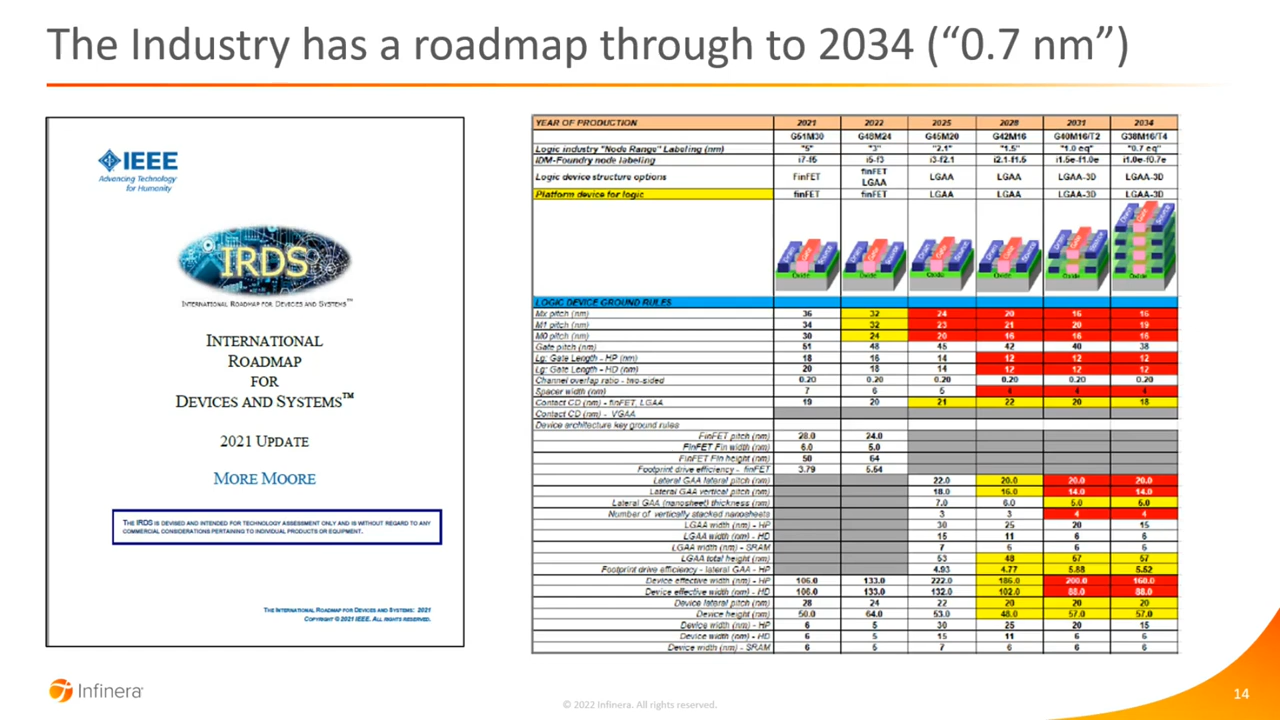 The Industry has a roadmap through to 2034 (“0.7 nm”)
IEEE
Advancing Technology
for Humanity
IRDS
INTERNATIONAL ROADMAP FOR DEVICES AND SYSTEMS™
INTERNATIONAL
ROADMAP
FOR
DEVICES AND SYSTEMS™
2021 UPDATE
MORE MOORE
THE IRDS IS DEVISED AND INTENDED FOR TECHNOLOGY ASSESSMENT ONLY AND IS WITHOUT REGARD TO ANY
COMMERCIAL CONSIDERATIONS PERTAINING TO INDIVIDUAL PRODUCTS OR EQUIPMENT.
THE INTERNATIONAL ROADMAP FOR DEVICES AND SYSTEMS: 2021
COPYRIGHT © 2021 IEEE. ALL RIGHTS RESERVED.
YEAR OF PRODUCTION 2021 2022 2025 2028 2031 2034
G51M30 G48M24 G45M20 G42M16 G40M16/T2 G38M16/T4
Logic industry "Node Range" Labeling (nm) "5" "3" "2.1" "1.5" "1.0 eq" "0.7 eq"
IDM-Foundry node labeling i7-f5 i5-f3 i3-f2.1 i2.1-f1.5 i1.5e-f1.0e i1.0e-f0.7e
Logic device structure options FinFET finFET LGAA LGAA LGAA LGAA-3D LGAA-3D
Platform device for logic finFET finFET LGAA LGAA LGAA-3D LGAA-3D
Oxide Oxide Oxide Oxide Oxide Oxide
LOGIC DEVICE GROUND RULES
Mx pitch (nm) 36 32 24 20 16 16
M1 pitch (nm) 34 32 23 21 20 19
M0 pitch (nm) 30 24 20 16 16 16
Gate pitch (nm) 51 48 45 42 40 38
Lg: Gate Length - HP (nm) 18 16 14 12 12 12
Lg: Gate Length - HD (nm) 20 18 14 12 12 12
Channel overlap ratio - two-sided 0.20 0.20 0.20 0.20 0.20 0.20
Spacer width (nm) 7 6 5 4 4 4
Contact CD (nm) - finFET, LGAA 19 20 21 22 20 18
Contact CD (nm) - VGAA
Device architecture key ground rules
FinFET pitch (nm) 28.0 24.0
FinFET Fin width (nm) 6.0 5.0
FinFET Fin height (nm) 50 64
Footprint drive efficiency - finFET 3.79 5.54
Lateral GAA lateral pitch (nm) 22.0 20.0 20.0 20.0
Lateral GAA vertical pitch (nm) 18.0 16.0 14.0 14.0
Lateral GAA (nanosheet) thickness (nm) 7.0 6.0 5.0 5.0
Number of vertically stacked nanosheets 3 3 4 4
LGAA width (nm) - HP 30 25 20 15
LGAA width (nm) - HD 15 11 6 6
LGAA width (nm) - SRAM 7 6 6 6
LGAA total height (nm) 53 48 57 57
Footprint drive efficiency - lateral GAA - HP 4.93 4.77 5.88 5.52
Device effective width (nm) - HP 106.0 133.0 222.0 186.0 200.0 160.0
Device effective width (nm) - HD 106.0 133.0 132.0 102.0 88.0 88.0
Device lateral pitch (nm) 28 24 22 20 20 20
Device height (nm) 50.0 64.0 53.0 48.0 57.0 57.0
Device width (nm) - HP 6 5 30 25 20 15
Device width (nm) - HD 6 5 15 11 6 6
Device width (nm) - SRAM 6 5 7 6 6 6
Infinera
© 2022 Infinera. All rights reserved.
14